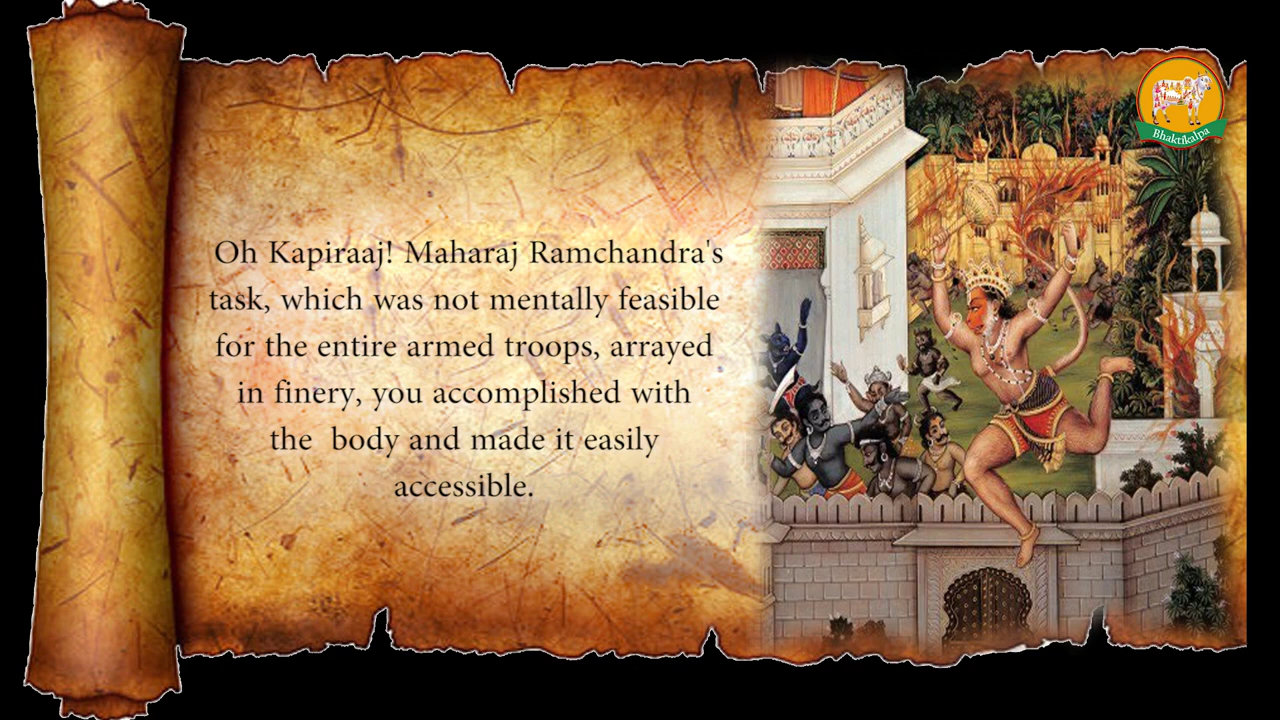 Oh Kapiraaj! Maharaj Ramchandra's
task, which was not mentally feasible
for the entire armed troops, arrayed
in finery, you accomplished with
the  body and made it easily
accessible.
Bhaktikalpa